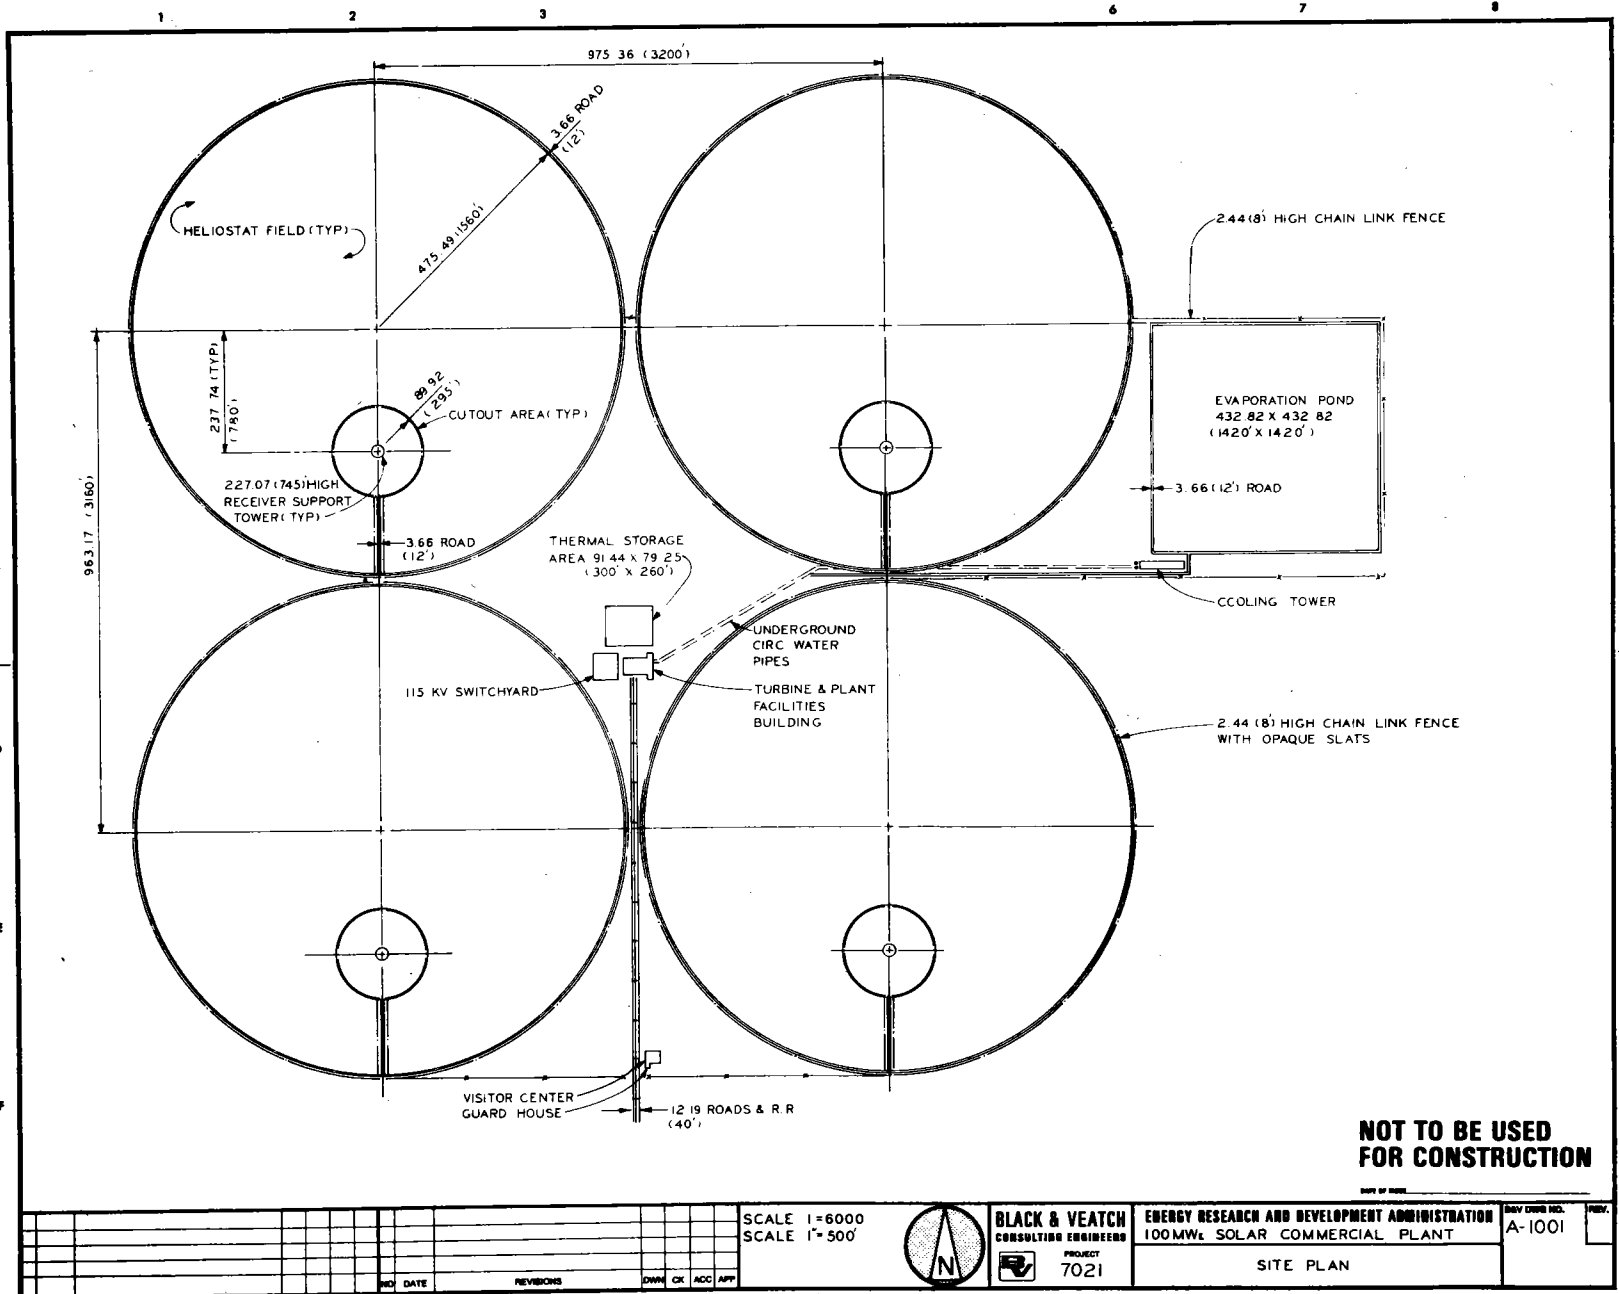 1
2
3
6
7
8
975 36 (3200')
3.66 ROAD
(12')
HELIOSTAT FIELD (TYP)
475.49 (1560')
2.44 (8') HIGH CHAIN LINK FENCE
237 74 (TYP)
(780')
89 92
(295')
CUTOUT AREA (TYP)
EVAPORATION POND
432.82 X 432 82
(1420' X 1420')
3.66 (12') ROAD
227.07 (745') HIGH
RECEIVER SUPPORT
TOWER (TYP)
963.17 (3160')
3.66 ROAD
(12')
THERMAL STORAGE
AREA 91 44 X 79 25
(300' X 260')
CCOLING TOWER
UNDERGROUND
CIRC WATER
PIPES
115 KV SWITCHYARD
TURBINE & PLANT
FACILITIES
BUILDING
2.44 (8') HIGH CHAIN LINK FENCE
WITH OPAQUE SLATS
VISITOR CENTER
GUARD HOUSE
12 19 ROADS & R.R
(40')
NOT TO BE USED
FOR CONSTRUCTION
SCALE 1=6000
SCALE 1"=500'
N
BLACK & VEATCH
CONSULTING ENGINEERS
BV
PROJECT
7021
ENERGY RESEARCH AND DEVELOPMENT ADMINISTRATION
100 MWE SOLAR COMMERCIAL PLANT
SITE PLAN
B&V DWG NO.
A-1001
REV.
NO DATE REVISIONS DWN CK ACC APP